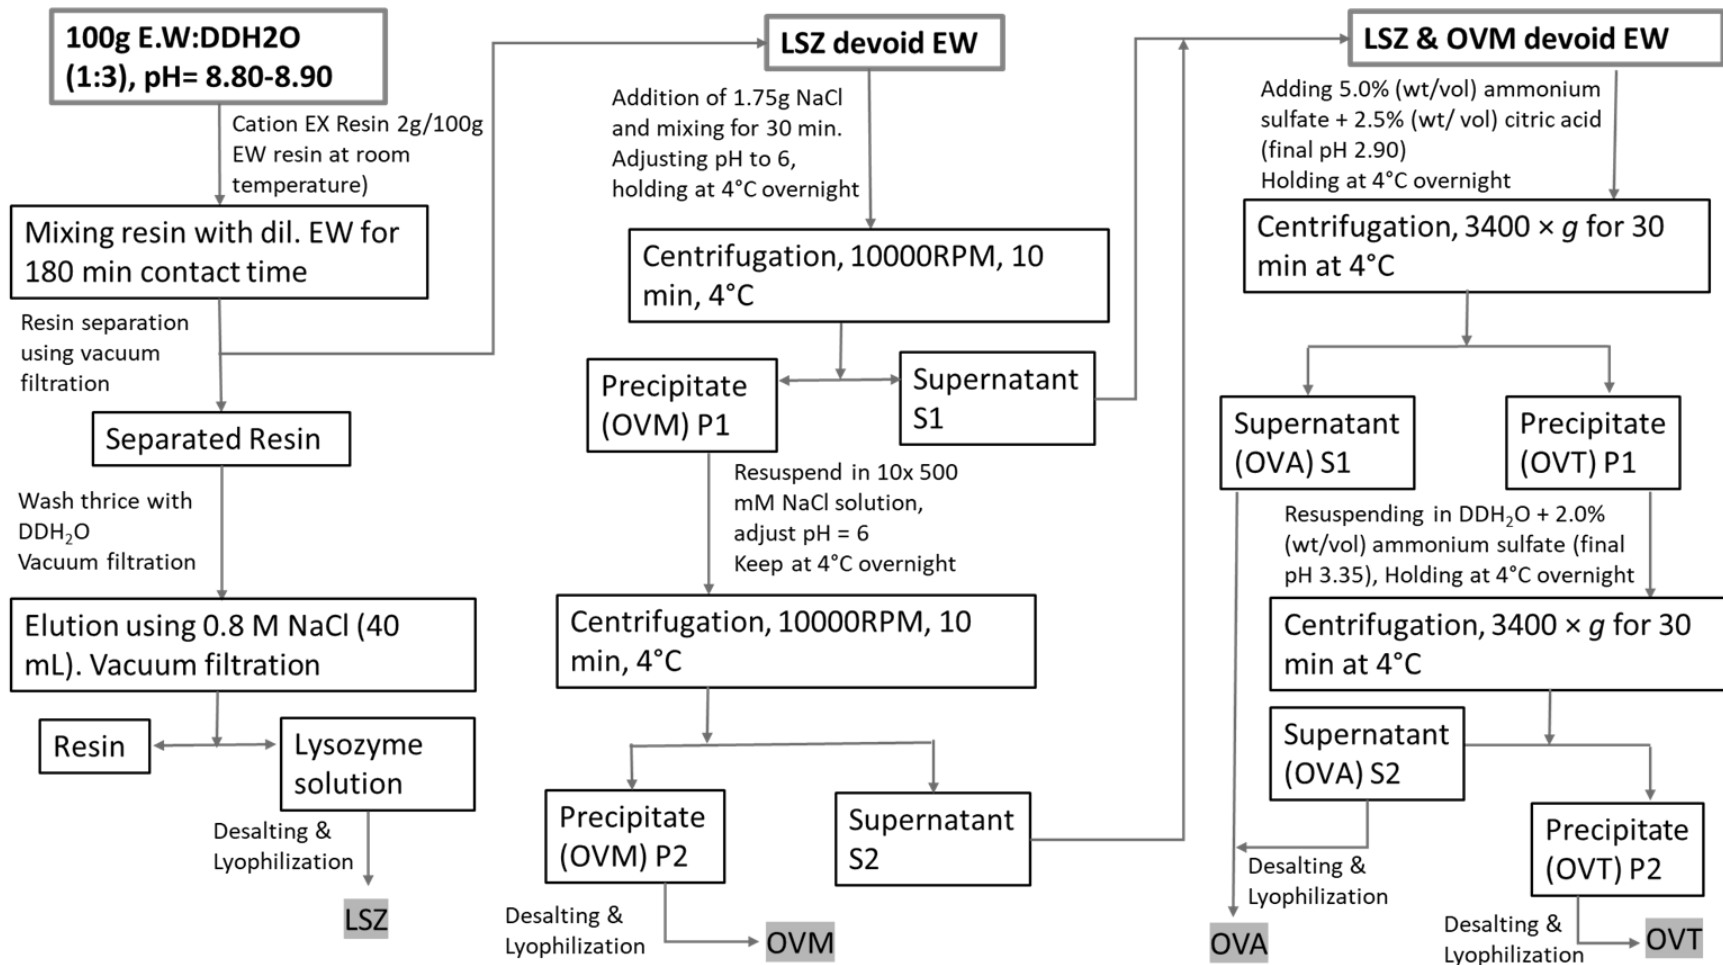 100g E.W:DDH2O
(1:3), pH= 8.80-8.90
Cation EX Resin 2g/100g
EW resin at room
temperature)
Mixing resin with dil. EW for
180 min contact time
Resin separation
using vacuum
filtration
Separated Resin
Wash thrice with
DDH₂O
Vacuum filtration
Elution using 0.8 M NaCl (40
mL). Vacuum filtration
Resin
Lysozyme
solution
Desalting &
Lyophilization
LSZ
LSZ devoid EW
Addition of 1.75g NaCl
and mixing for 30 min.
Adjusting pH to 6,
holding at 4°C overnight
Centrifugation, 10000RPM, 10
min, 4°C
Precipitate
(OVM) P1
Supernatant
S1
Resuspend in 10x 500
mM NaCl solution,
adjust pH = 6
Keep at 4°C overnight
Centrifugation, 10000RPM, 10
min, 4°C
Precipitate
(OVM) P2
Supernatant
S2
Desalting &
Lyophilization
OVM
LSZ & OVM devoid EW
Adding 5.0% (wt/vol) ammonium
sulfate + 2.5% (wt/ vol) citric acid
(final pH 2.90)
Holding at 4°C overnight
Centrifugation, 3400 × g for 30
min at 4°C
Supernatant
(OVA) S1
Precipitate
(OVT) P1
Resuspending in DDH₂O + 2.0%
(wt/vol) ammonium sulfate (final
pH 3.35), Holding at 4°C overnight
Centrifugation, 3400 × g for 30
min at 4°C
Supernatant
(OVA) S2
Precipitate
(OVT) P2
Desalting &
Lyophilization
OVA
Desalting &
Lyophilization
OVT